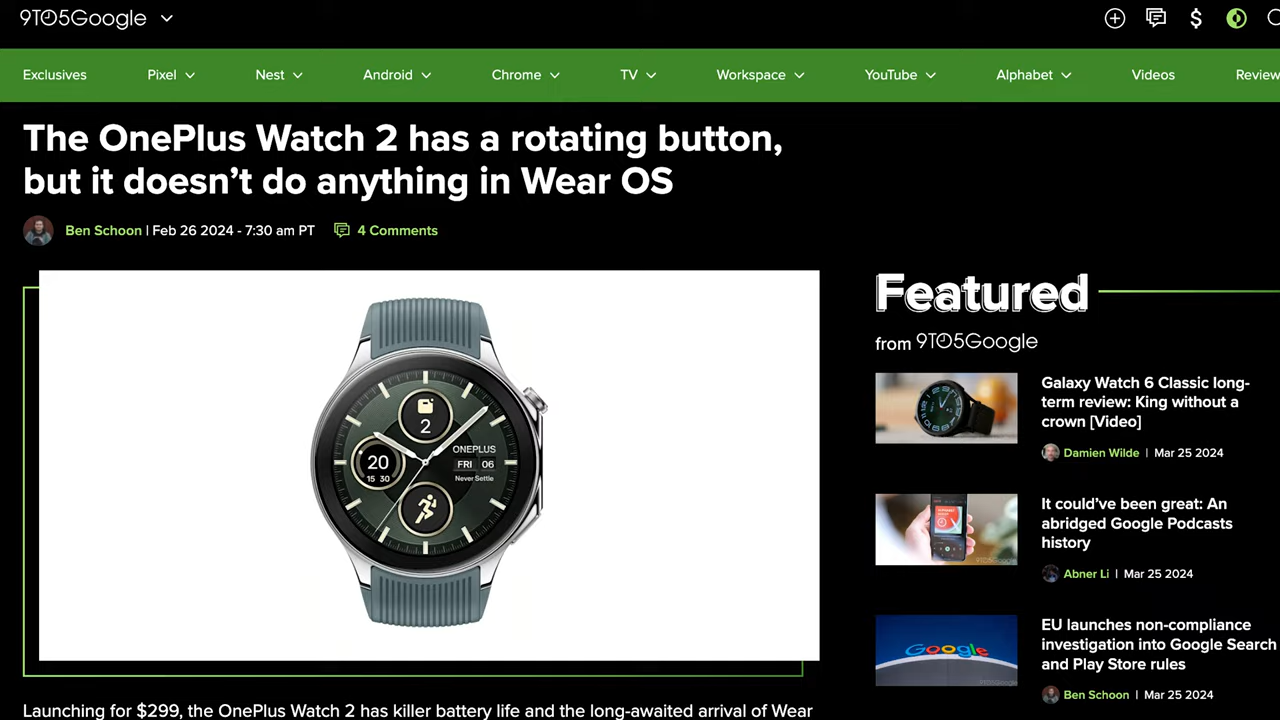 9TO5Google
Exclusives Pixel Nest Android Chrome TV Workspace YouTube Alphabet Videos Review
The OnePlus Watch 2 has a rotating button,
but it doesn’t do anything in Wear OS
Ben Schoon | Feb 26 2024 - 7:30 am PT 4 Comments
2
20
15 30
ONEPLUS
FRI 06
Never Settle
Featured
from 9TO5Google
Galaxy Watch 6 Classic long-
term review: King without a
crown [Video]
Damien Wilde | Mar 25 2024
It could’ve been great: An
abridged Google Podcasts
history
Abner Li | Mar 25 2024
Google
EU launches non-compliance
investigation into Google Search
and Play Store rules
Ben Schoon | Mar 25 2024
Launching for $299, the OnePlus Watch 2 has killer battery life and the long-awaited arrival of Wear